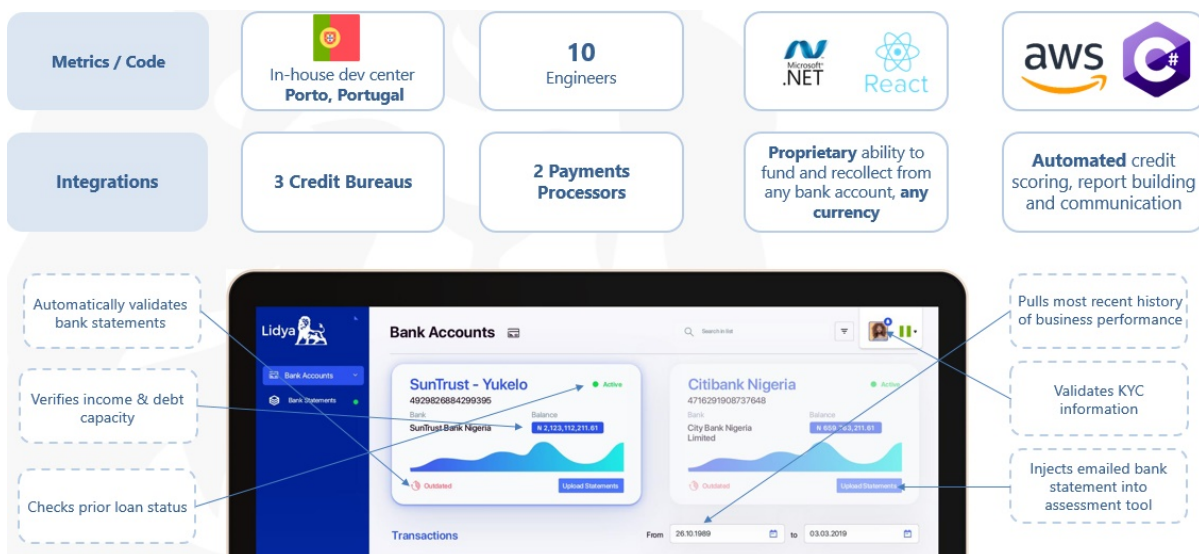 Metrics / Code
In-house dev center
Porto, Portugal
10
Engineers
Microsoft®
.NET
React
aws
C#
Integrations
3 Credit Bureaus
2 Payments
Processors
Proprietary ability to
fund and recollect from
any bank account, any
currency
Automated credit
scoring, report building
and communication
Automatically validates
bank statements
Verifies income & debt
capacity
Checks prior loan status
Lidya
Bank Accounts
Bank Statements
Bank Accounts
Search in list
SunTrust - Yukelo
Active
4929826884299395
Bank
Balance
SunTrust Bank Nigeria
₦ 2,123,112,211.61
Outdated
Upload Statements
Citibank Nigeria
Active
4716291908737648
Bank
Balance
City Bank Nigeria
Limited
Outdated
Upload Statements
Transactions
From
26.10.1989
to
03.03.2019
Pulls most recent history
of business performance
Validates KYC
information
Injects emailed bank
statement into
assessment tool